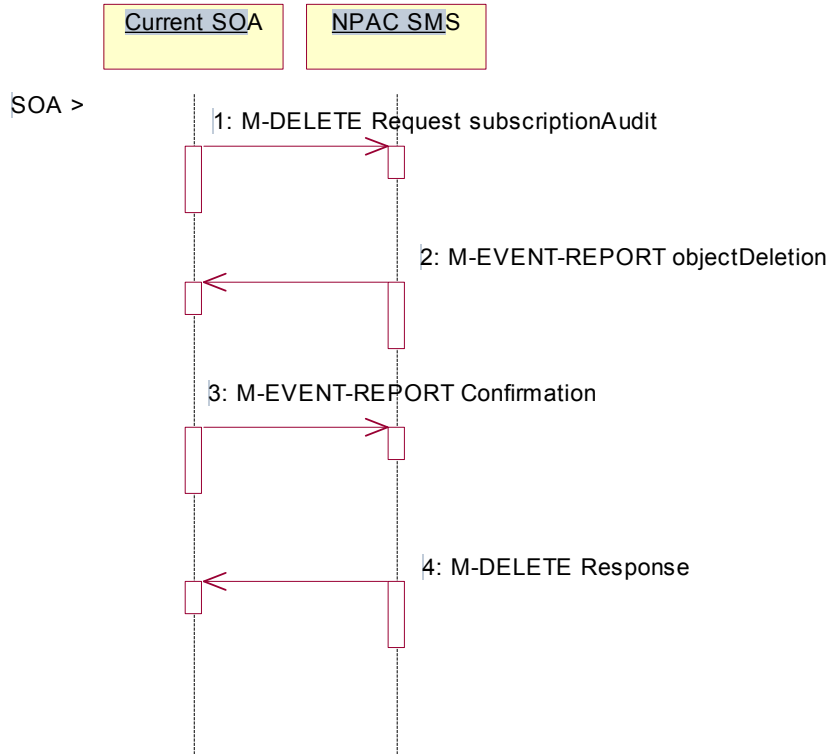 Current SOA
NPAC SMS
SOA >
1: M-DELETE Request subscriptionAudit
2: M-EVENT-REPORT objectDeletion
3: M-EVENT-REPORT Confirmation
4: M-DELETE Response